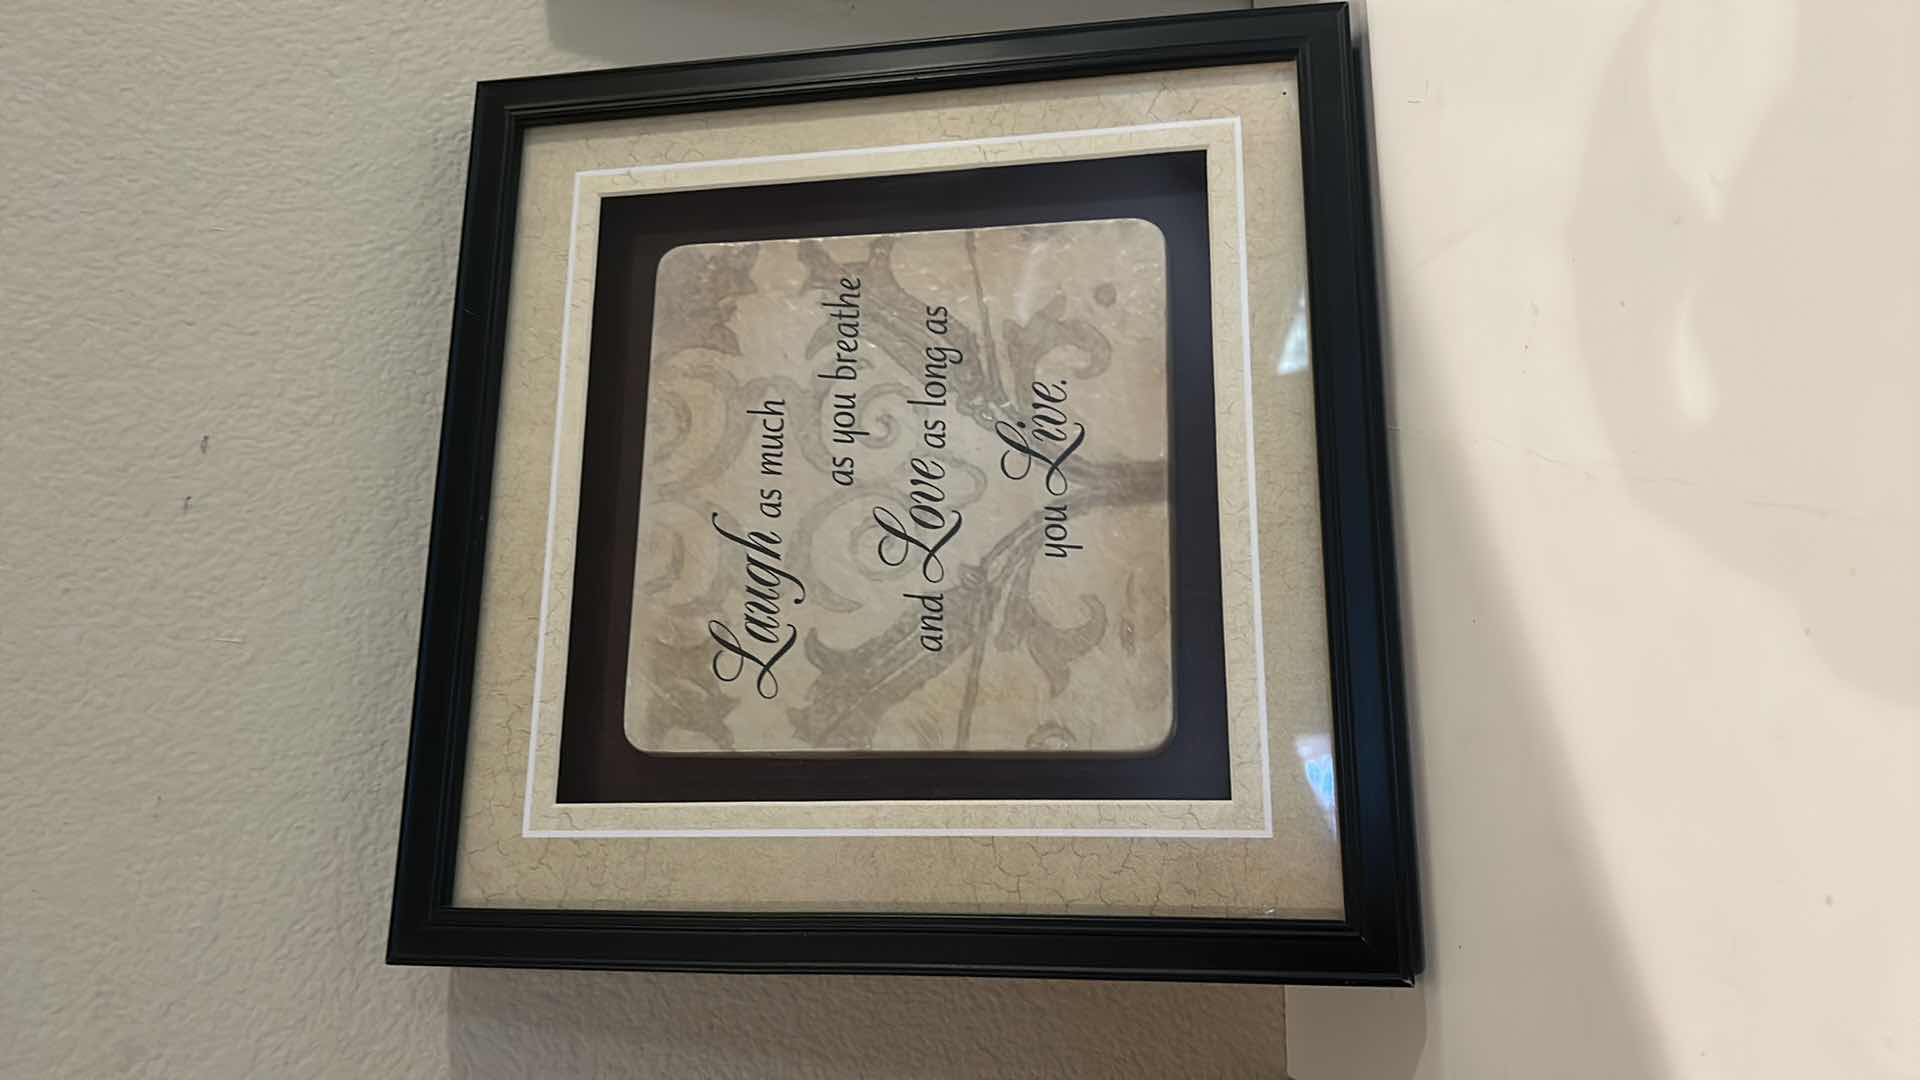 Laugh as much
as you breathe
and Love as long as
you Live.